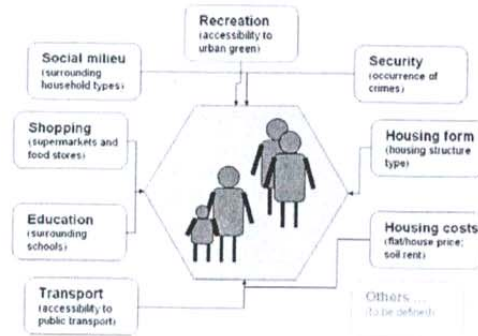 Recreation
(accessibility to
urban green)
Social milieu
(surrounding
household types)
Security
(occurrence of
crimes)
Shopping
(supermarkets and
food stores)
Housing form
(housing structure
type)
Education
(surrounding
schools)
Housing costs
(flat/house price;
soil rent)
Transport
(accessibility to
public transport)
Others ...
(to be defined)